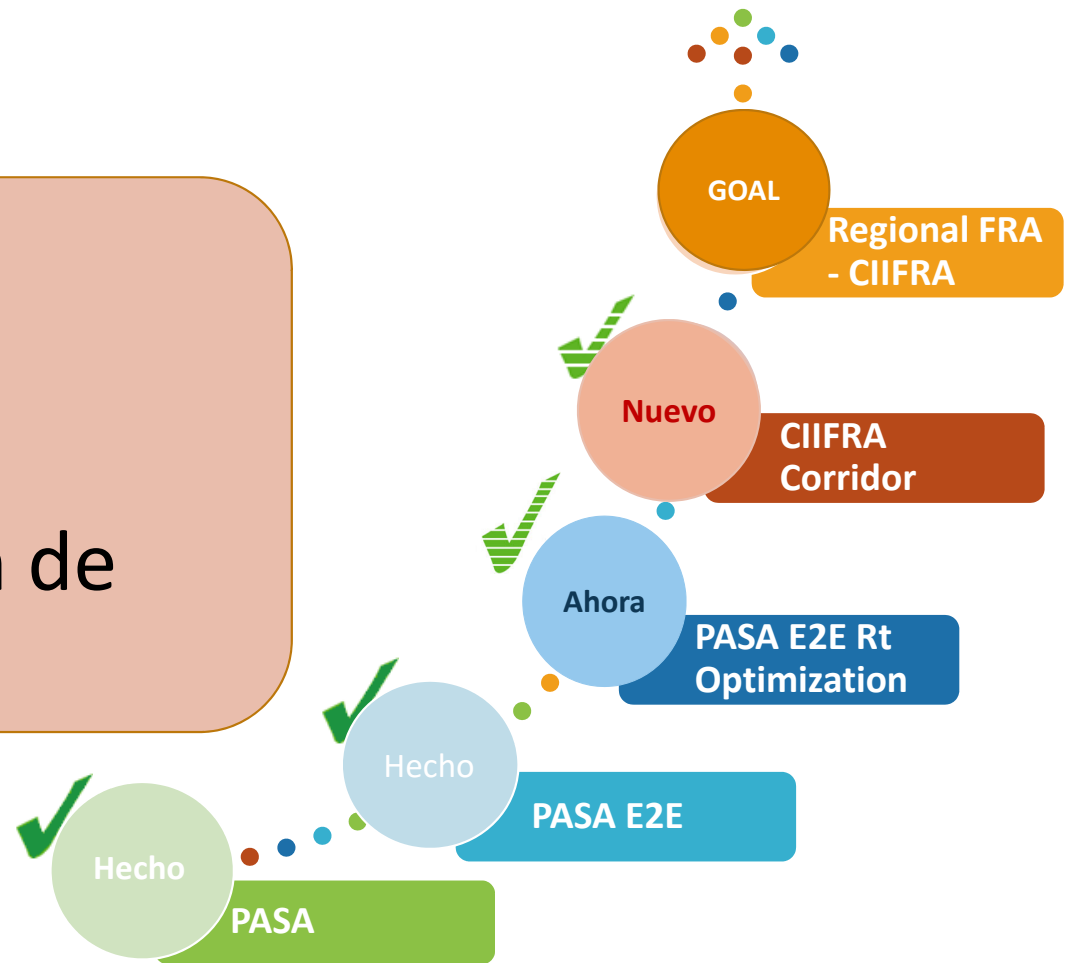 GOAL
Regional FRA
- CIIFRA
Nuevo
CIIFRA
Corridor
de
Ahora
PASA E2E Rt
Optimization
Hecho
PASA E2E
Hecho
PASA